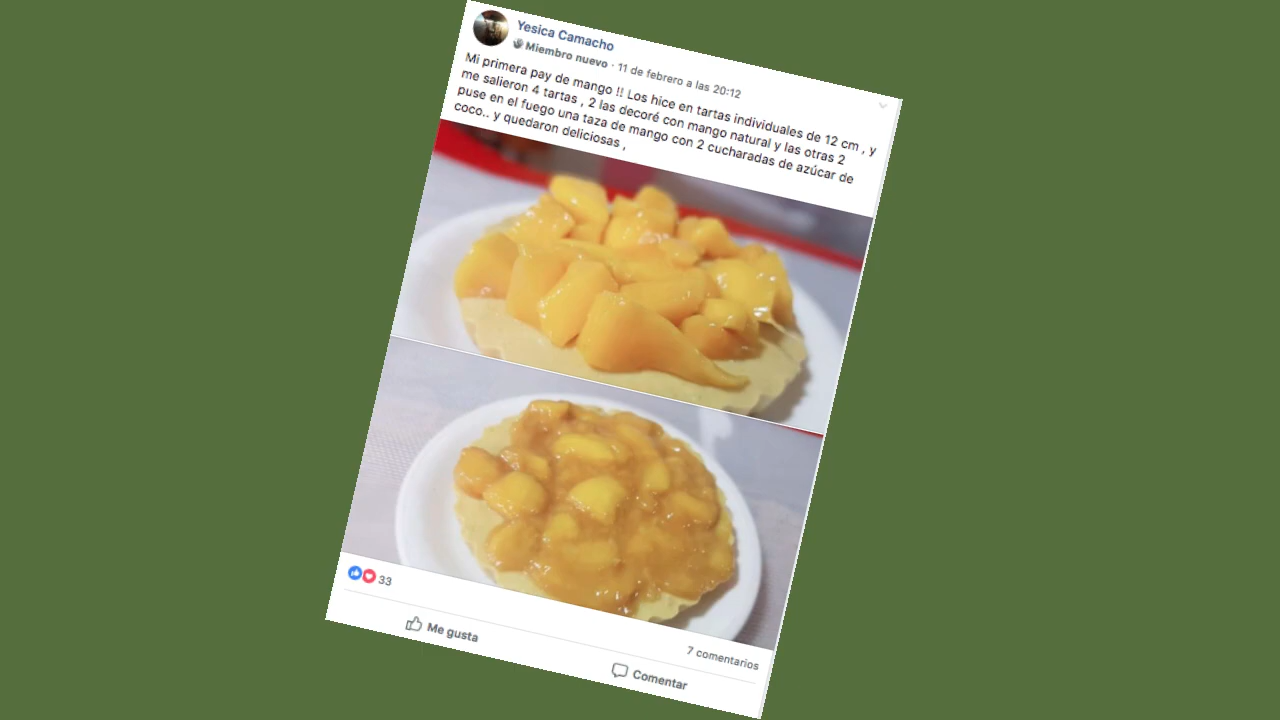 Yesica Camacho
Miembro nuevo · 11 de febrero a las 20:12
Mi primera pay de mango !! Los hice en tartas individuales de 12 cm , y
me salieron 4 tartas , 2 las decoré con mango natural y las otras 2
puse en el fuego una taza de mango con 2 cucharadas de azúcar de
coco.. y quedaron deliciosas ,
33
7 comentarios
Me gusta
Comentar